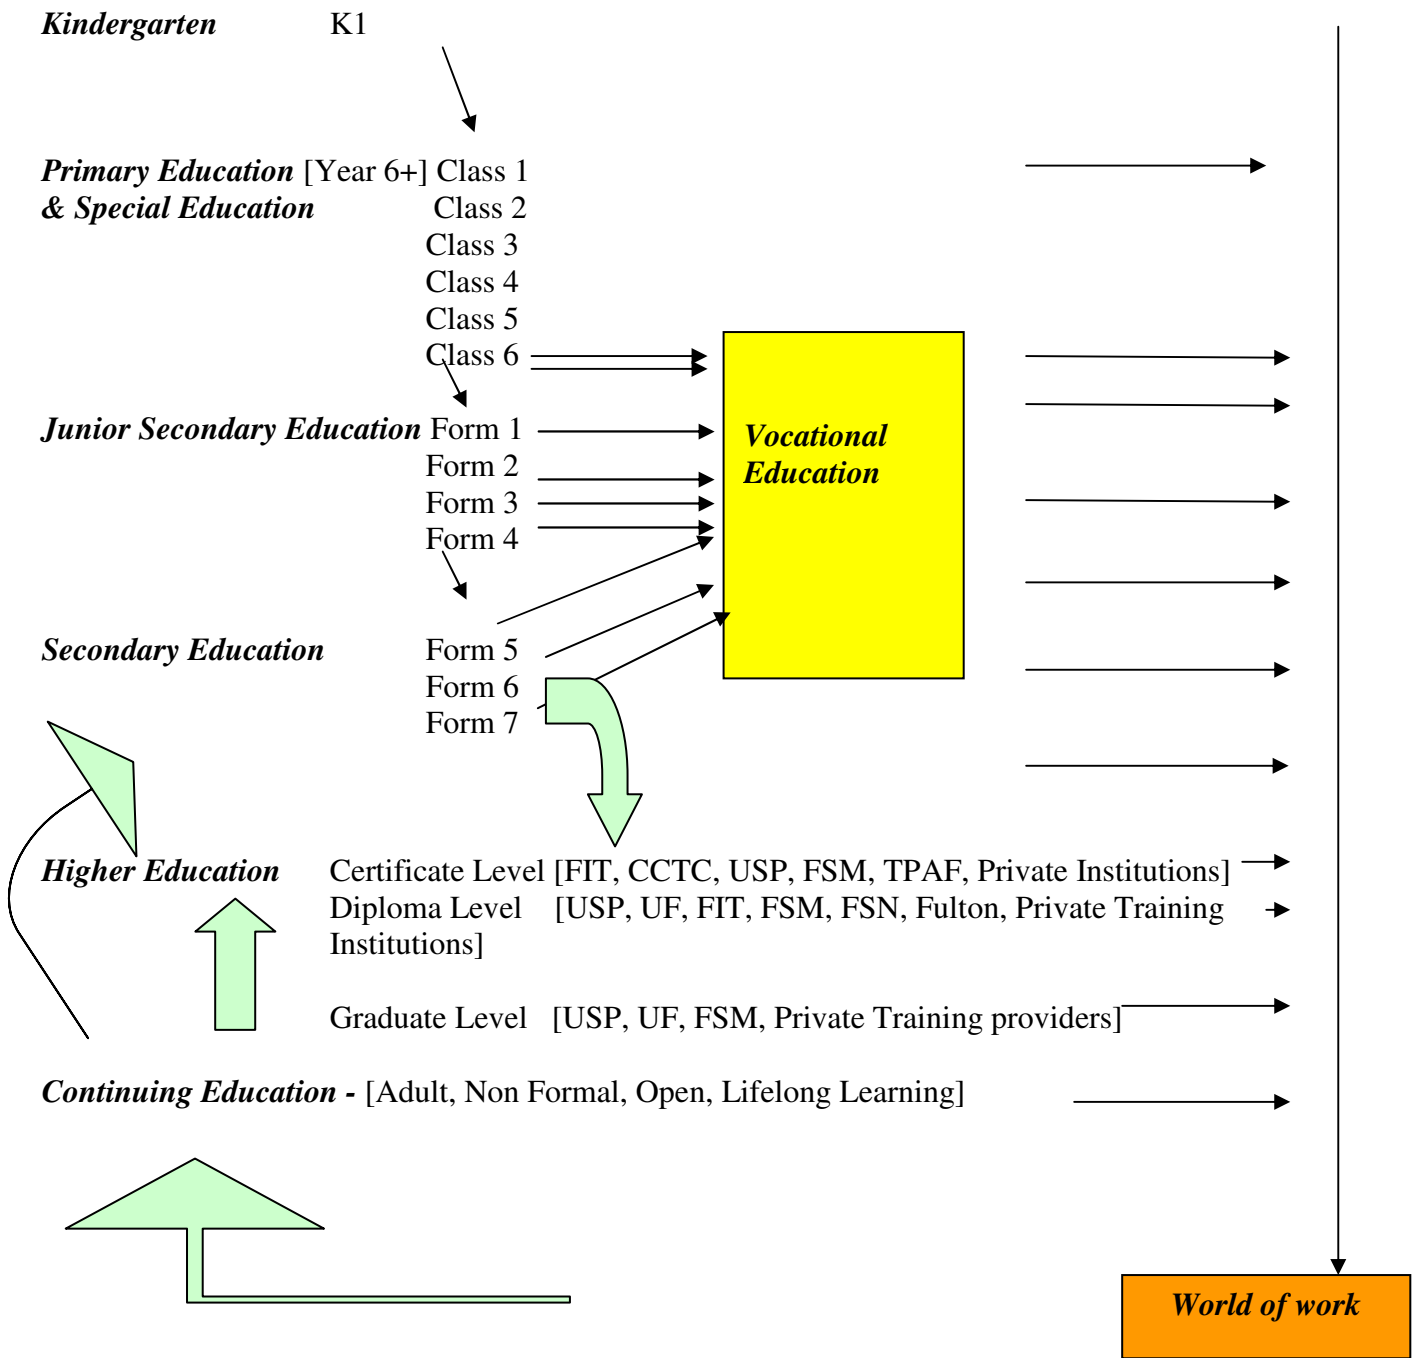 Kindergarten K1
Primary Education [Year 6+] Class 1
& Special Education Class 2
Class 3
Class 4
Class 5
Class 6
Junior Secondary Education Form 1
Form 2
Form 3
Form 4
Vocational
Education
Secondary Education Form 5
Form 6
Form 7
Higher Education Certificate Level [FIT, CCTC, USP, FSM, TPAF, Private Institutions]
Diploma Level [USP, UF, FIT, FSM, FSN, Fulton, Private Training
Institutions]
Graduate Level [USP, UF, FSM, Private Training providers]
Continuing Education - [Adult, Non Formal, Open, Lifelong Learning]
World of work